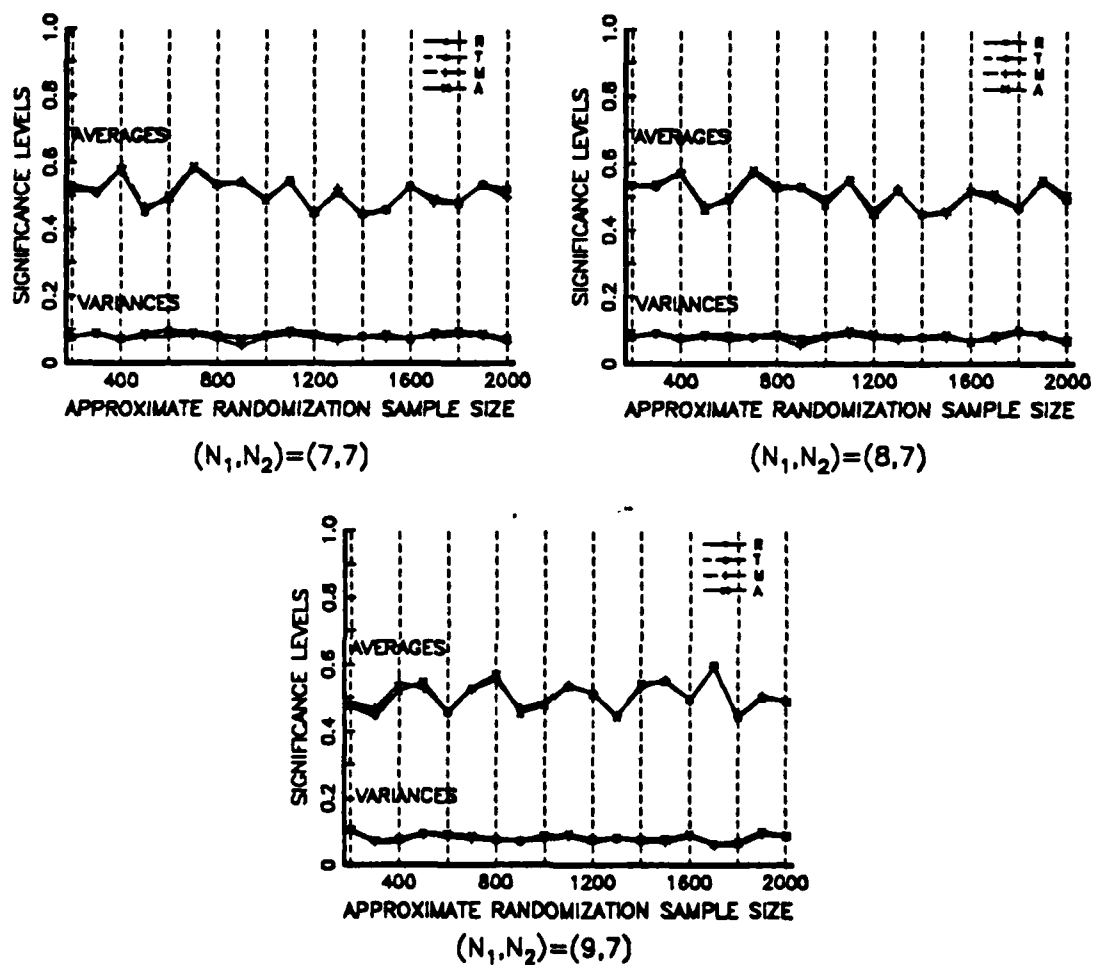 1.0
0.8
0.6
0.4
0.2
0
SIGNIFICANCE LEVELS
R
T
M
A
AVERAGES
VARIANCES
400 800 1200 1600 2000
APPROXIMATE RANDOMIZATION SAMPLE SIZE
(N₁,N₂)=(7,7)
1.0
0.8
0.6
0.4
0.2
0
SIGNIFICANCE LEVELS
R
T
M
A
AVERAGES
VARIANCES
400 800 1200 1600 2000
APPROXIMATE RANDOMIZATION SAMPLE SIZE
(N₁,N₂)=(8,7)
1.0
0.8
0.6
0.4
0.2
0
SIGNIFICANCE LEVELS
R
T
M
A
AVERAGES
VARIANCES
400 800 1200 1600 2000
APPROXIMATE RANDOMIZATION SAMPLE SIZE
(N₁,N₂)=(9,7)